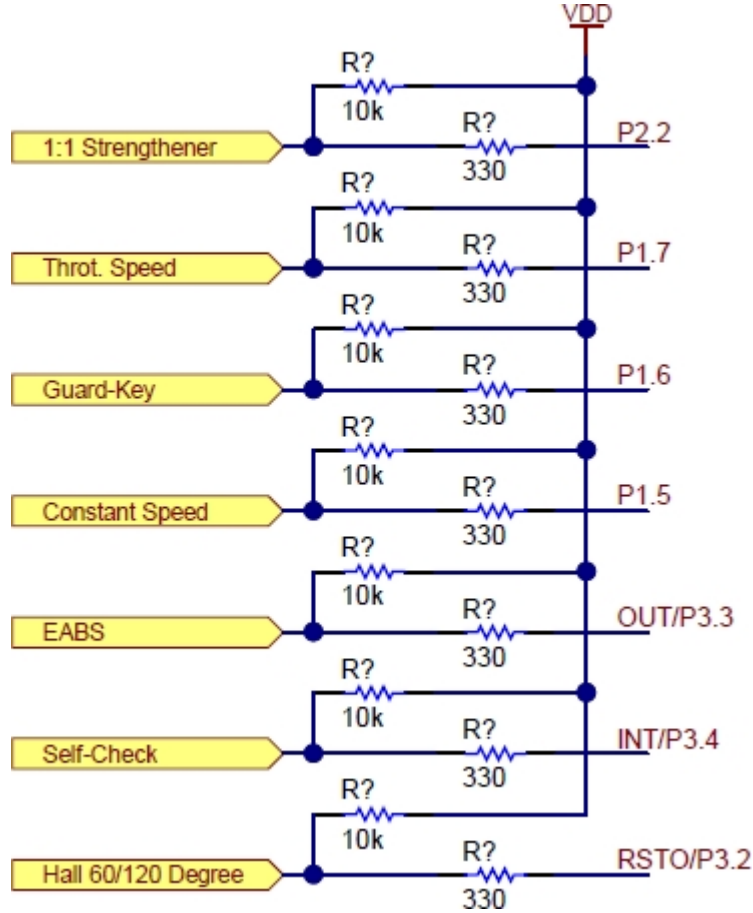 VDD
R?
10k
1:1 Strengthener
R?
330
P2.2
R?
10k
Throt. Speed
R?
330
P1.7
R?
10k
Guard-Key
R?
330
P1.6
R?
10k
Constant Speed
R?
330
P1.5
R?
10k
EABS
R?
330
OUT/P3.3
R?
10k
Self-Check
R?
330
INT/P3.4
R?
10k
Hall 60/120 Degree
R?
330
RSTO/P3.2